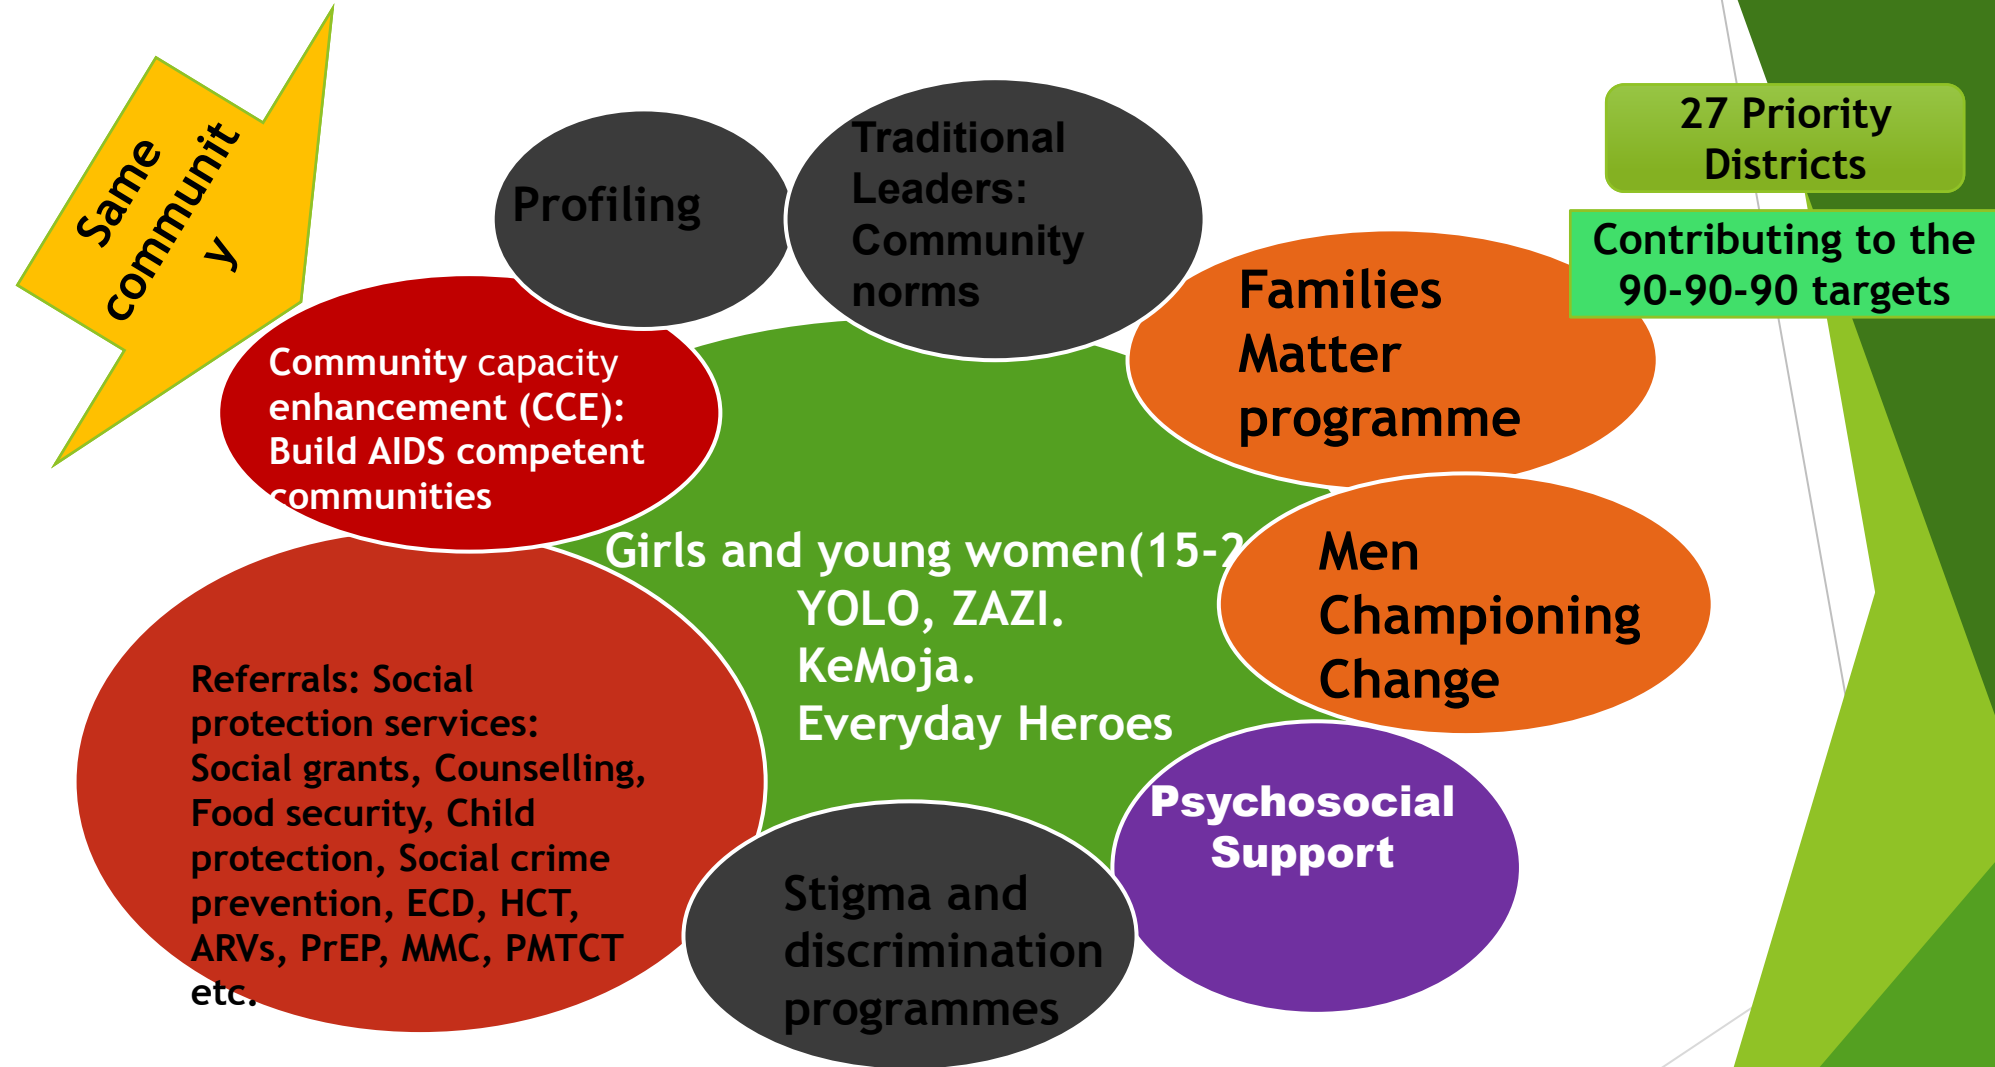 Same
communit
y
Profiling
Traditional
Leaders:
Community
norms
27 Priority
Districts
Contributing to the
90-90-90 targets
Families
Matter
programme
Community capacity
enhancement (CCE):
Build AIDS competent
communities
Girls and young women(15-2
YOLO, ZAZI.
KeMoja.
Everyday Heroes
Men
Championing
Change
Referrals: Social
protection services:
Social grants, Counselling,
Food security, Child
protection, Social crime
prevention, ECD, HCT,
ARVs, PrEP, MMC, PMTCT
etc.
Psychosocial
Support
Stigma and
discrimination
programmes